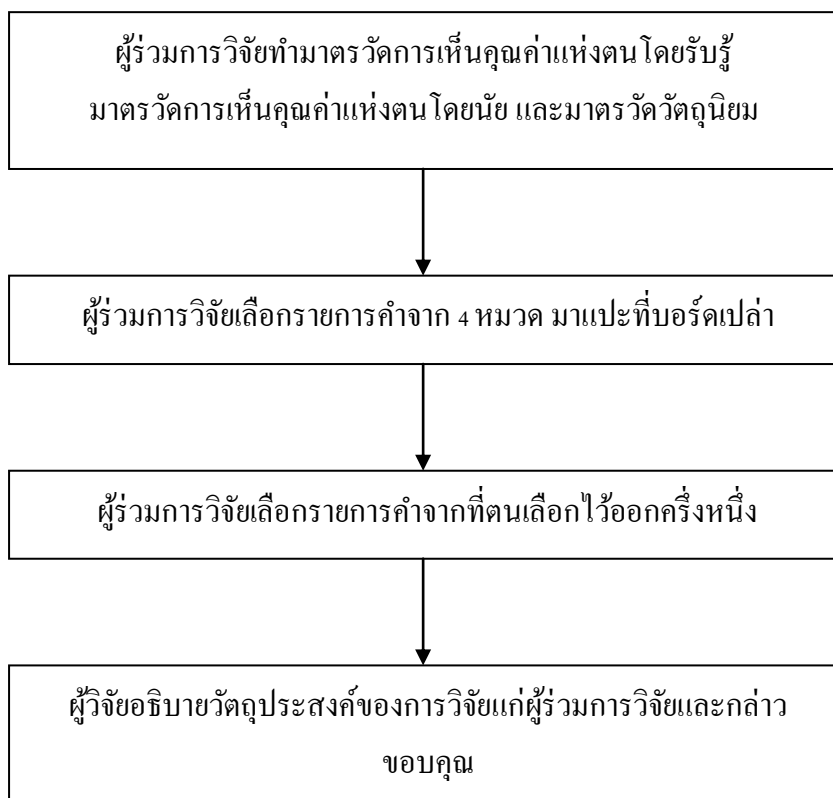 ผู้ร่วมการวิจัยทำมาตรวัดการเห็นคุณค่าแห่งตนโดยรับรู้
มาตรวัดการเห็นคุณค่าแห่งตนโดยนัย และมาตรวัดวัตถุนิยม
ผู้ร่วมการวิจัยเลือกรายการคำจาก 4 หมวด มาแปะที่บอร์ดเปล่า
ผู้ร่วมการวิจัยเลือกรายการคำจากที่ตนเลือกไว้ออกครึ่งหนึ่ง
ผู้วิจัยอธิบายวัตถุประสงค์ของการวิจัยแก่ผู้ร่วมการวิจัยและกล่าว
ขอบคุณ